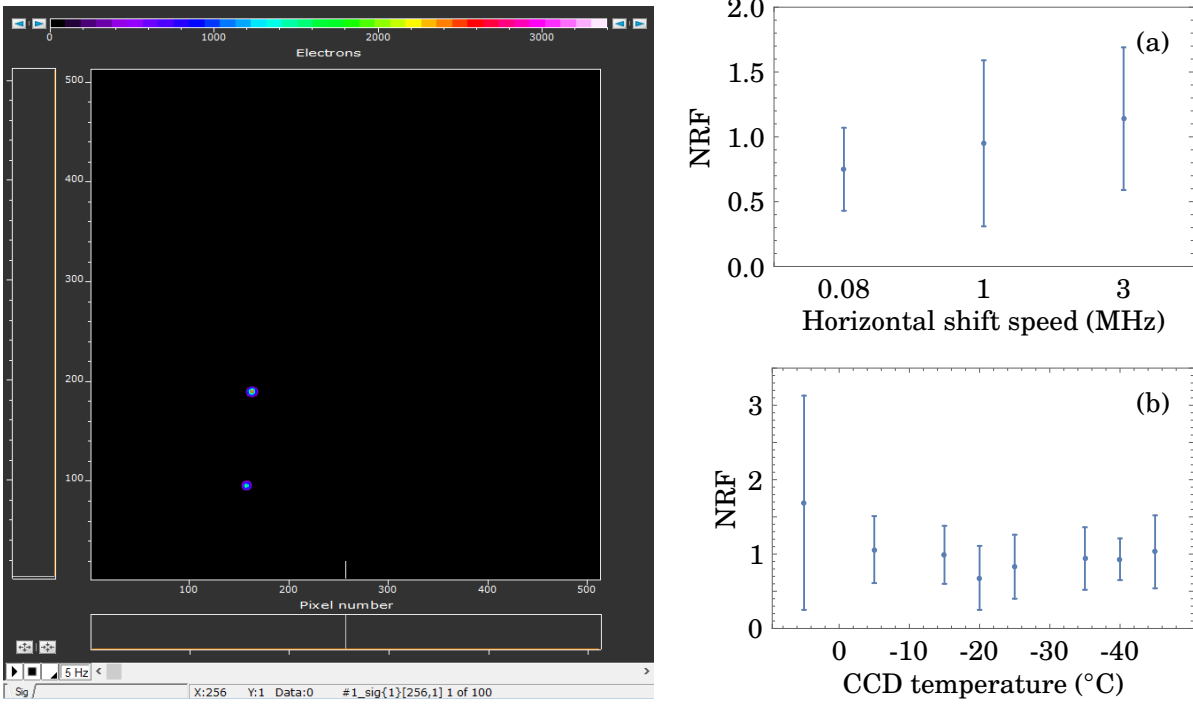 0 1000 2000 3000
Electrons
500
400
300
200
100
100 200 300 400 500
Pixel number
5 Hz
Sig X:256 Y:1 Data:0 #1_sig{1}[256,1] 1 of 100
(a)
2.0
1.5
1.0
0.5
0.0
NRF
0.08 1 3
Horizontal shift speed (MHz)
(b)
3
2
1
0
NRF
0 -10 -20 -30 -40
CCD temperature (°C)